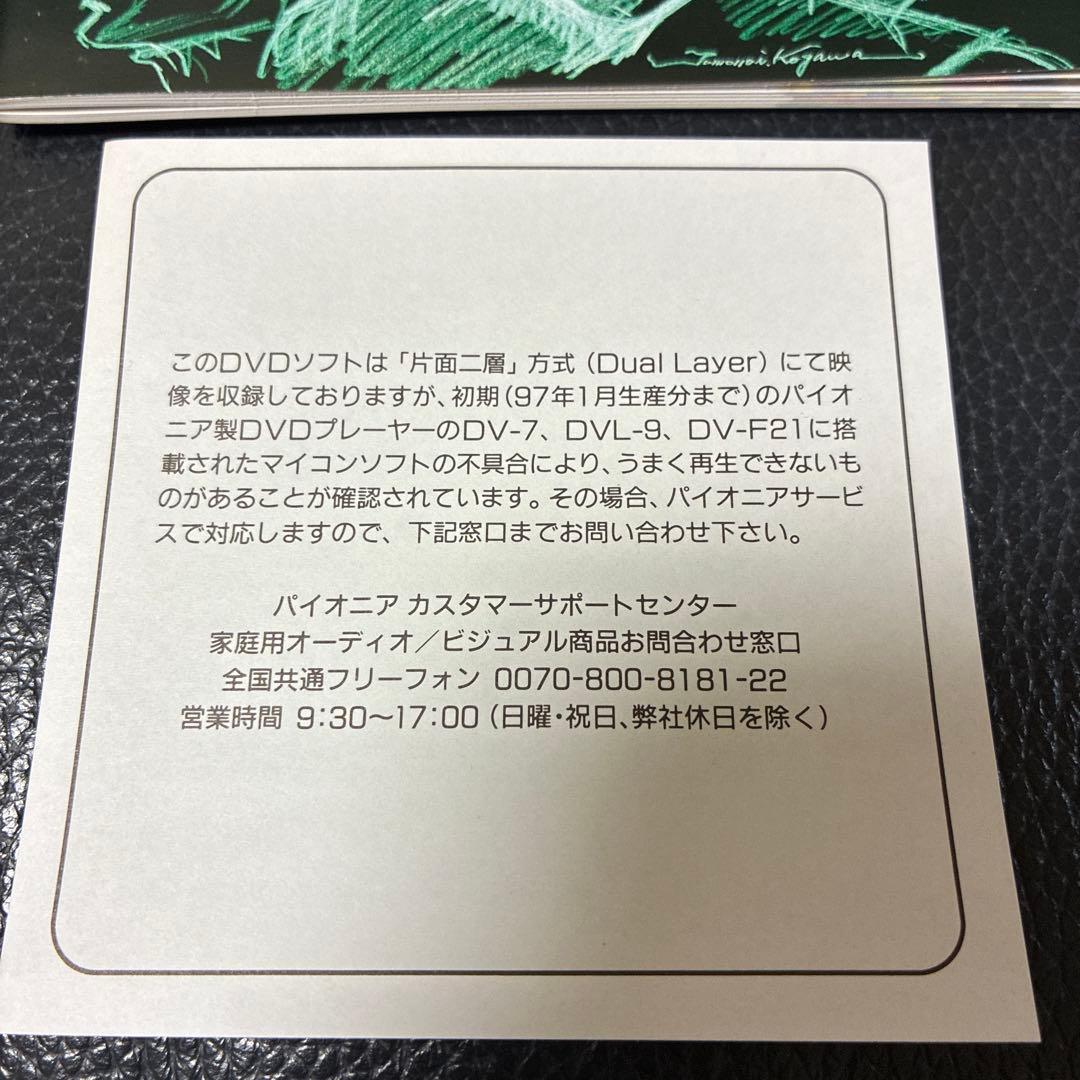 Tomonori.Kogawa
このDVDソフトは「片面二層」方式（Dual Layer）にて映
像を収録しておりますが、初期（97年1月生産分まで）のパイオ
ニア製DVDプレーヤーのDV-7、DVL-9、DV-F21に搭
載されたマイコンソフトの不具合により、うまく再生できないも
のがあることが確認されています。その場合、パイオニアサービ
スで対応しますので、下記窓口までお問い合わせ下さい。
パイオニア カスタマーサポートセンター
家庭用オーディオ／ビジュアル商品お問合わせ窓口
全国共通フリーフォン 0070-800-8181-22
営業時間 9:30〜17:00（日曜・祝日、弊社休日を除く）